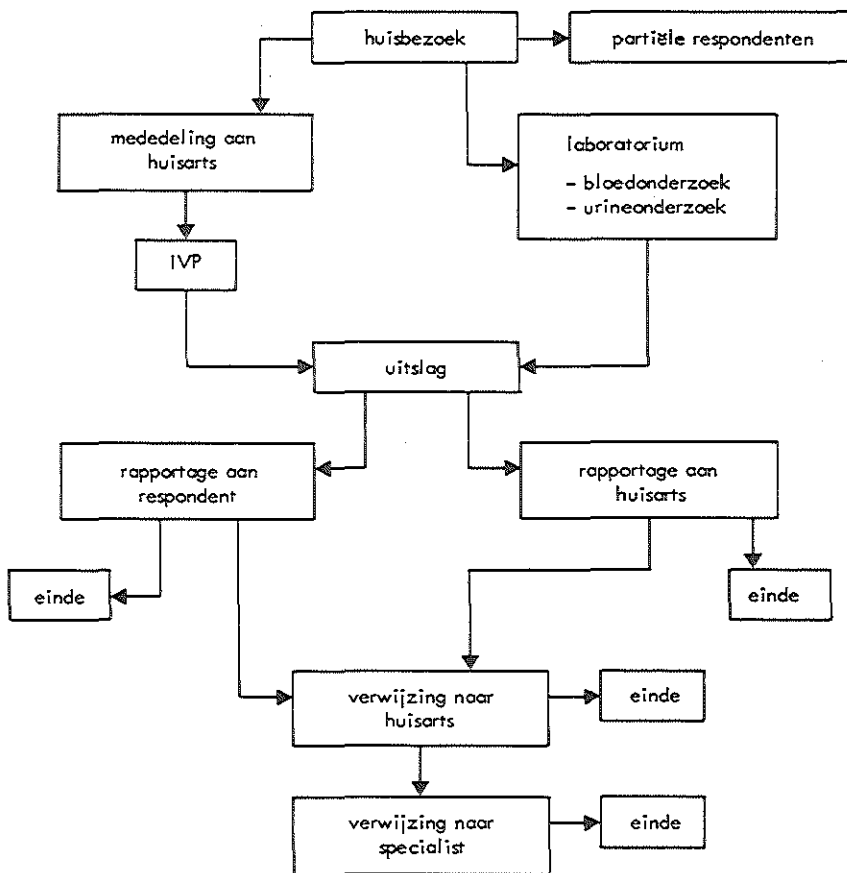 huisbezoek
partiële respondenten
mededeling aan
huisarts
laboratorium
- bloedonderzoek
- urineonderzoek
IVP
uitslag
rapportage aan
respondent
rapportage aan
huisarts
einde
einde
verwijzing naar
huisarts
einde
verwijzing naar
specialist
einde